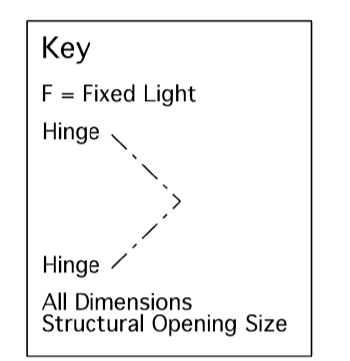 Key
F = Fixed Light
Hinge
Hinge
All Dimensions
Structural Opening Size